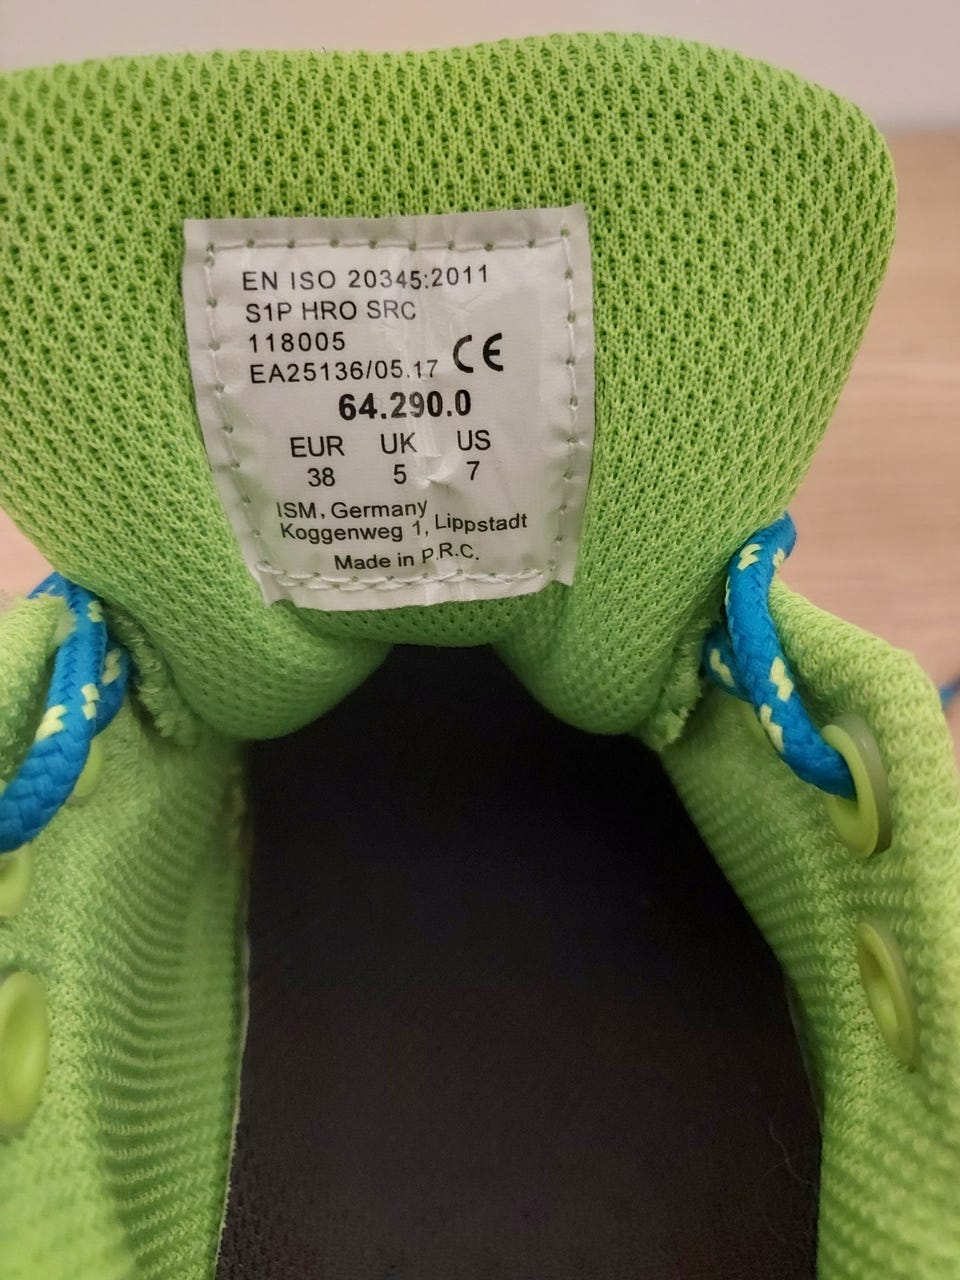 EN ISO 20345:2011
S1P HRO SRC
118005
EA25136/05.17 CE
64.290.0
EUR UK US
38 5 7
ISM, Germany
Koggenweg 1, Lippstadt
Made in P.R.C.